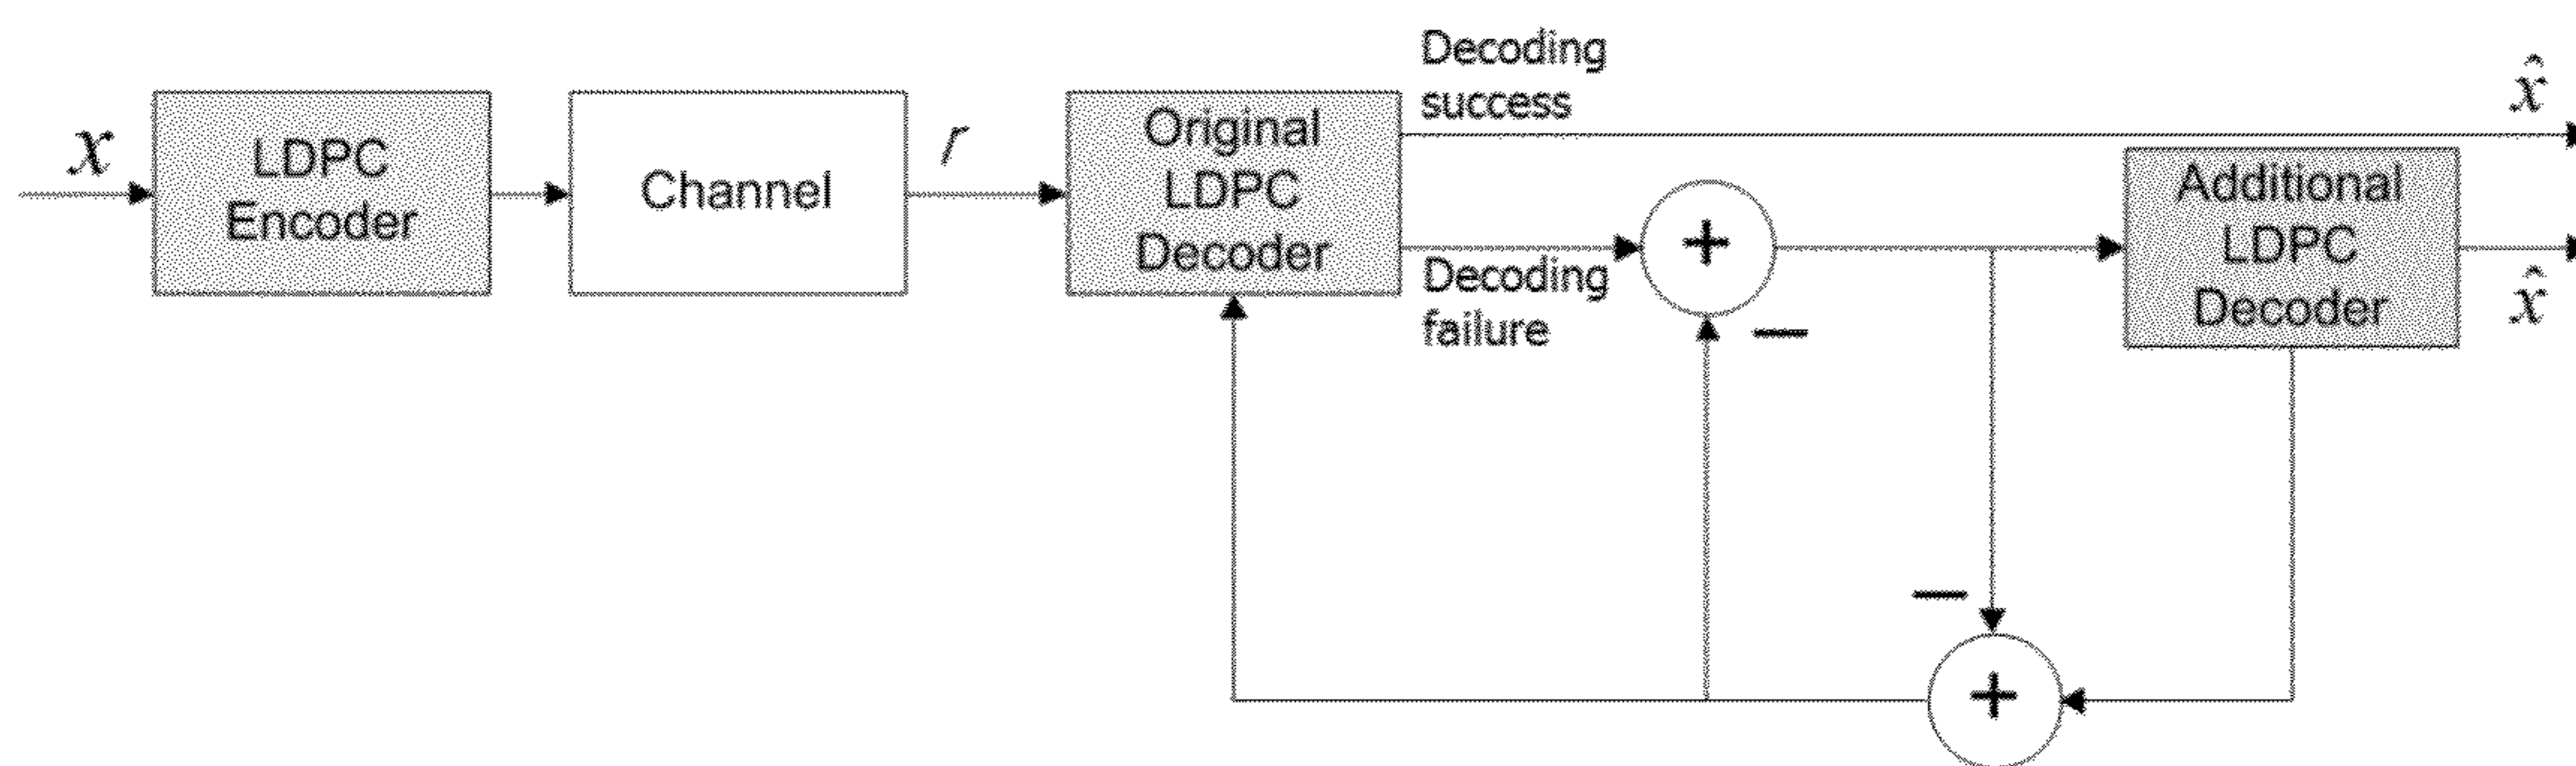 x
LDPC
Encoder
Channel
r
Original
LDPC
Decoder
Decoding
success
x̂
Decoding
failure
+
−
Additional
LDPC
Decoder
x̂
−
+